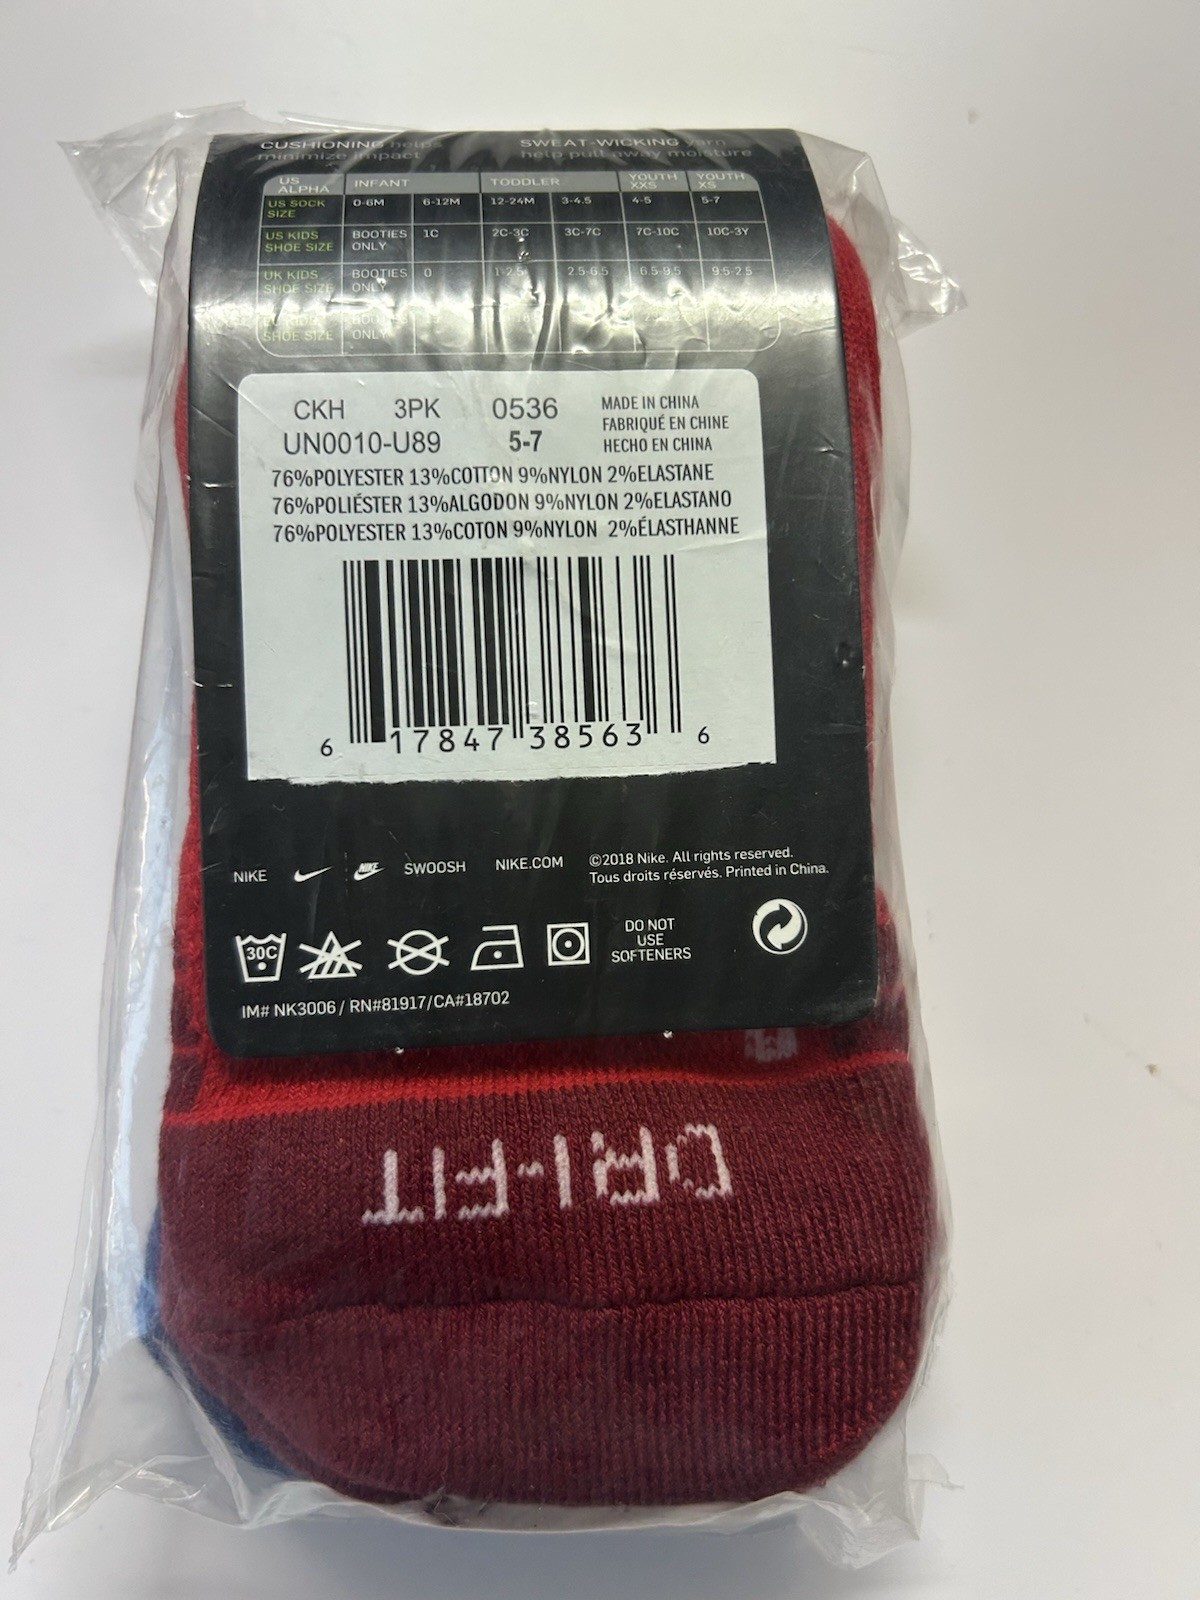 CUSHIONING helps
minimize impact
SWEAT-WICKING yarn
help pull away moisture
US ALPHA INFANT TODDLER YOUTH XXS YOUTH XS
US SOCK SIZE 0-6M 6-12M 12-24M 3-4.5 4-5 5-7
US KIDS SHOE SIZE BOOTIES ONLY 1C 2C-3C 3C-7C 7C-10C 10C-3Y
UK KIDS SHOE SIZE BOOTIES ONLY 0 1-2.5 2.5-6.5 6.5-9.5 9.5-2.5
SHOE SIZE ONLY
CKH 3PK 0536
UN0010-U89 5-7
MADE IN CHINA
FABRIQUÉ EN CHINE
HECHO EN CHINA
76%POLYESTER 13%COTTON 9%NYLON 2%ELASTANE
76%POLIÉSTER 13%ALGODON 9%NYLON 2%ELASTANO
76%POLYESTER 13%COTON 9%NYLON 2%ÉLASTHANNE
6 17847 38563 6
NIKE NIKE SWOOSH NIKE.COM
©2018 Nike. All rights reserved.
Tous droits réservés. Printed in China.
30C
DO NOT
USE
SOFTENERS
IM# NK3006 / RN#81917/CA#18702
DRI-FIT